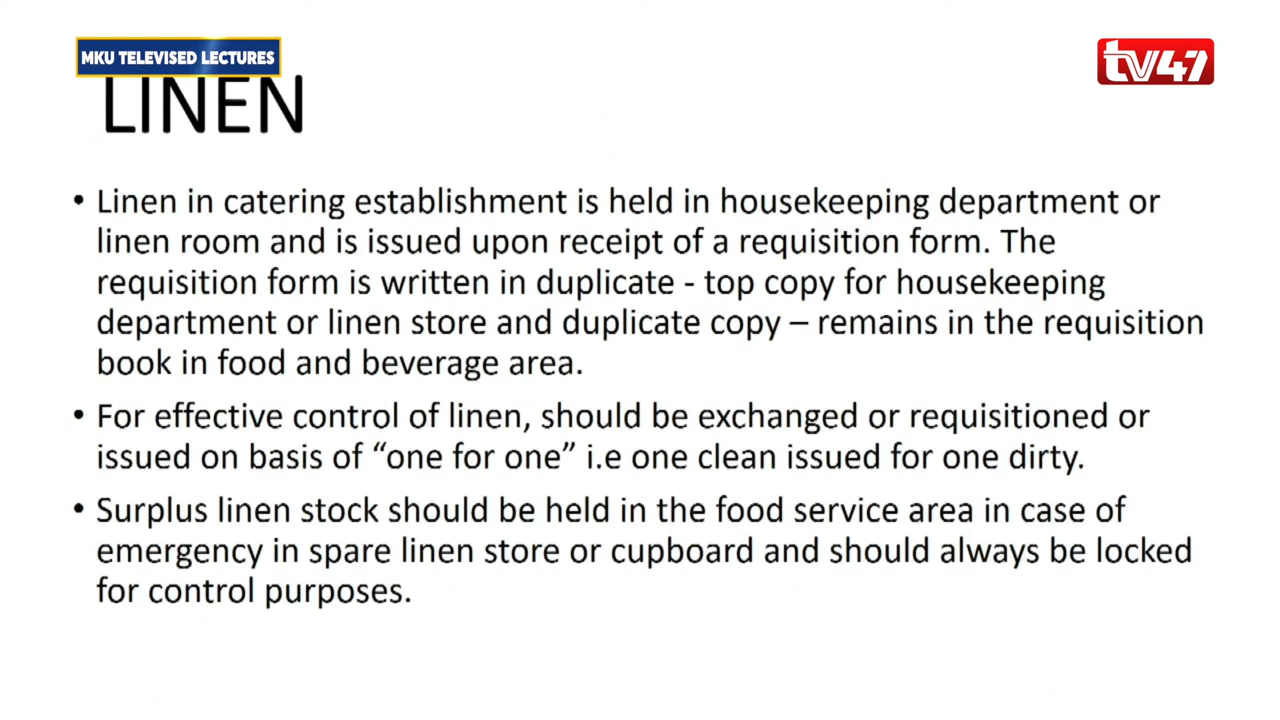 MKU TELEVISED LECTURES
tv47
LINEN
• Linen in catering establishment is held in housekeeping department or
linen room and is issued upon receipt of a requisition form. The
requisition form is written in duplicate - top copy for housekeeping
department or linen store and duplicate copy – remains in the requisition
book in food and beverage area.
• For effective control of linen, should be exchanged or requisitioned or
issued on basis of “one for one” i.e one clean issued for one dirty.
• Surplus linen stock should be held in the food service area in case of
emergency in spare linen store or cupboard and should always be locked
for control purposes.